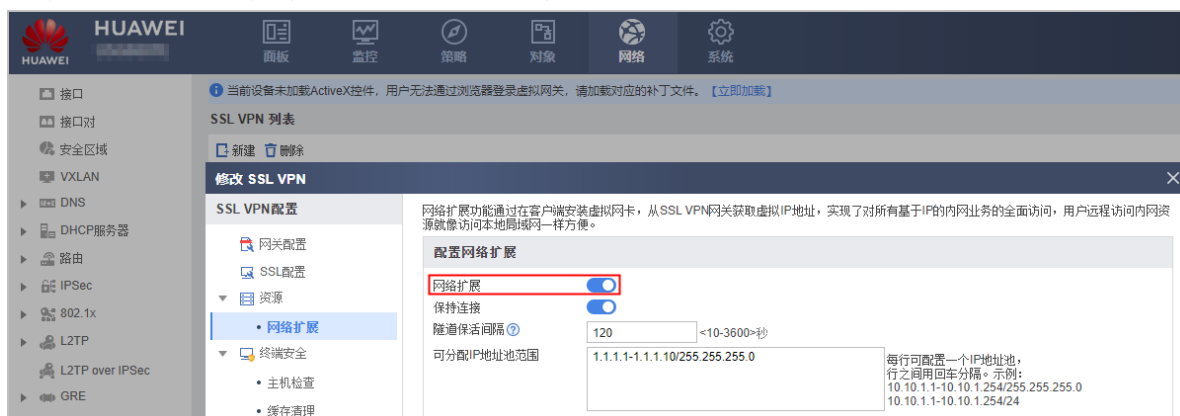 HUAWEI
HUAWEI
面板
监控
策略
对象
网络
系统
接口
接口对
安全区域
VXLAN
DNS
DHCP服务器
路由
IPSec
802.1x
L2TP
L2TP over IPSec
GRE
当前设备未加载ActiveX控件，用户无法通过浏览器登录虚拟网关，请加载对应的补丁文件。【立即加载】
SSL VPN 列表
新建 删除
修改 SSL VPN
SSL VPN配置
网关配置
SSL配置
资源
• 网络扩展
终端安全
• 主机检查
• 缓存清理
网络扩展功能通过在客户端安装虚拟网卡，从SSL VPN网关获取虚拟IP地址，实现了对所有基于IP的内网业务的全面访问，用户远程访问内网资
源就像访问本地局域网一样方便。
配置网络扩展
网络扩展
保持连接
隧道保活间隔 ? 120 <10-3600>秒
可分配IP地址池范围 1.1.1.1-1.1.1.10/255.255.255.0
每行可配置一个IP地址池，
行之间用回车分隔。示例：
10.10.1.1-10.10.1.254/255.255.255.0
10.10.1.1-10.10.1.254/24